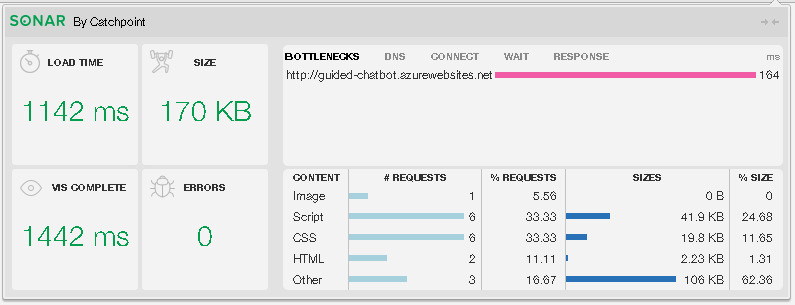 SONAR By Catchpoint
LOAD TIME
1142 ms
SIZE
170 KB
VIS COMPLETE
1442 ms
ERRORS
0
BOTTLENECKS DNS CONNECT WAIT RESPONSE ms
http://guided-chatbot.azurewebsites.net 164
CONTENT # REQUESTS % REQUESTS SIZES % SIZE
Image 1 5.56 0 B 0
Script 6 33.33 41.9 KB 24.68
CSS 6 33.33 19.8 KB 11.65
HTML 2 11.11 2.23 KB 1.31
Other 3 16.67 106 KB 62.36